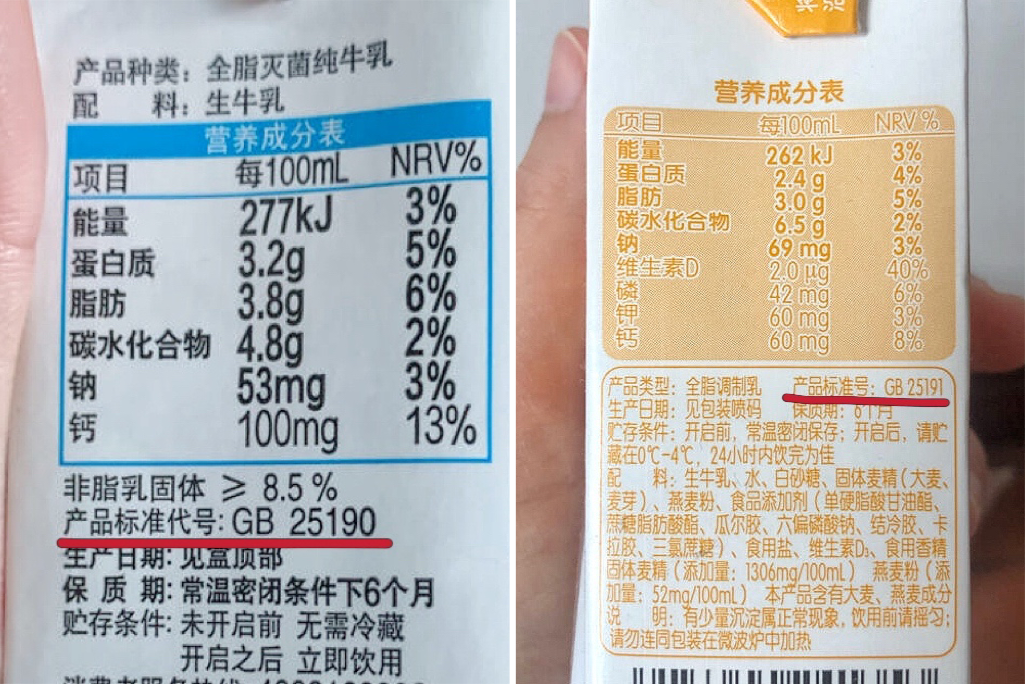 产品种类：全脂灭菌纯牛乳
配　　料：生牛乳
营养成分表
项目 每100mL NRV%
能量 277kJ 3%
蛋白质 3.2g 5%
脂肪 3.8g 6%
碳水化合物 4.8g 2%
钠 53mg 3%
钙 100mg 13%
非脂乳固体 ≥ 8.5%
产品标准代号: GB 25190
生产日期: 见盒顶部
保 质 期: 常温密闭条件下6个月
贮存条件: 未开启前 无需冷藏
开启之后 立即饮用
营养成分表
项目 每100mL NRV%
能量 262 kJ 3%
蛋白质 2.4 g 4%
脂肪 3.0 g 5%
碳水化合物 6.5 g 2%
钠 69 mg 3%
维生素D 2.0 μg 40%
磷 42 mg 6%
钾 60 mg 3%
钙 60 mg 8%
产品类型：全脂调制乳 产品标准号：GB 25191
生产日期：见包装喷码 保质期：6个月
贮存条件：开启前，常温密闭保存；开启后，请贮
藏在0℃-4℃，24小时内饮完为佳
配　　料：生牛乳、水、白砂糖、固体麦精（大麦、
麦芽）、燕麦粉、食品添加剂（单硬脂酸甘油酯、
蔗糖脂肪酸酯、瓜尔胶、六偏磷酸钠、结冷胶、卡
拉胶、三氯蔗糖）、食用盐、维生素D₃、食用香精
固体麦精（添加量：1306mg/100mL） 燕麦粉（添
加量：52mg/100mL） 本产品含有大麦、燕麦成分
说　　明：有少量沉淀属正常现象，饮用前请摇匀；
请勿连同包装在微波炉中加热